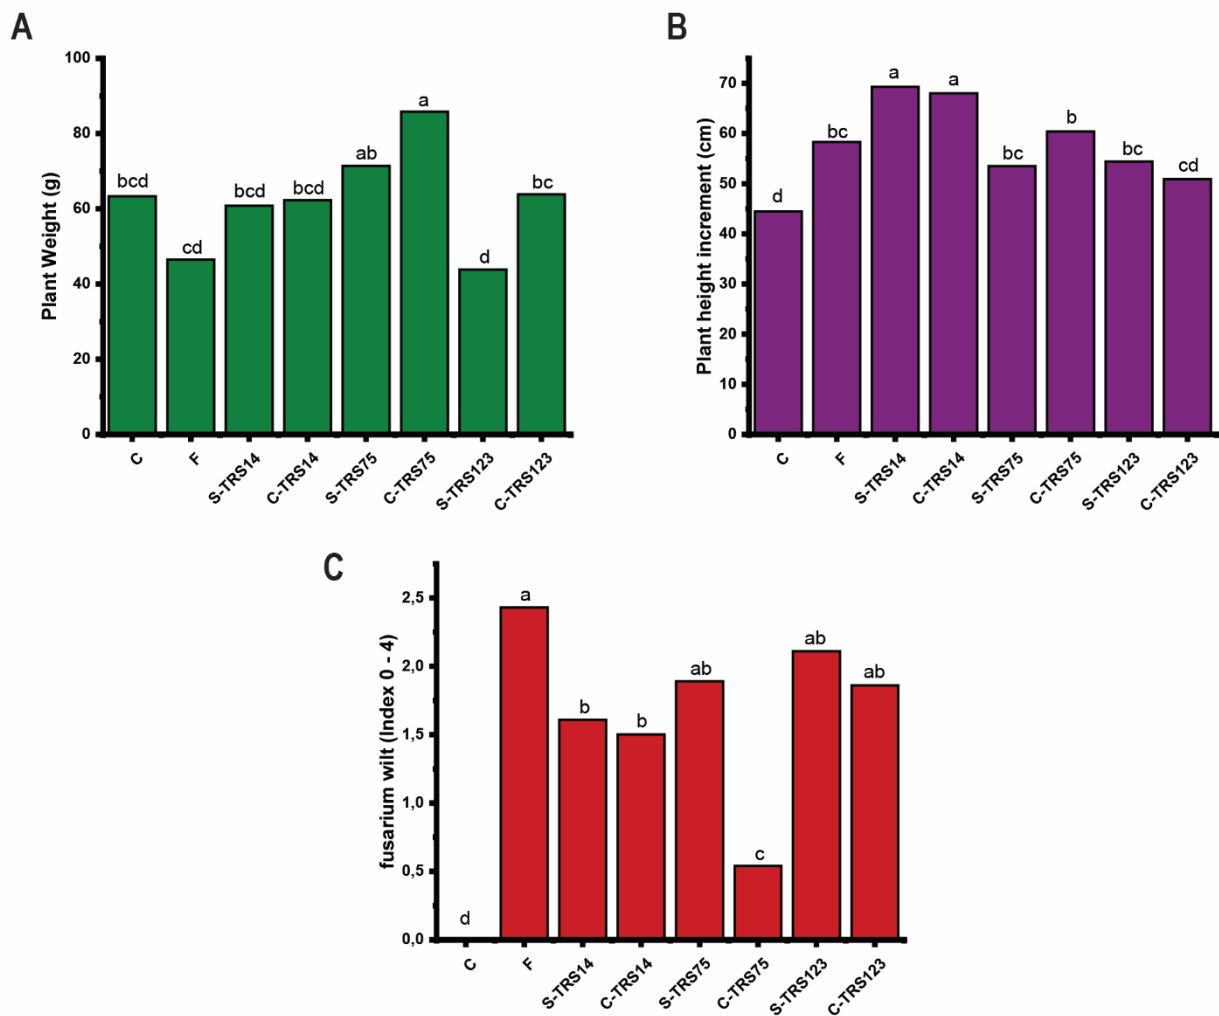 A
Plant Weight (g)
100
80
60
40
20
0
bcd
cd
bcd
bcd
ab
a
d
bc
C
F
S-TRS14
C-TRS14
S-TRS75
C-TRS75
S-TRS123
C-TRS123
B
Plant height increment (cm)
70
60
50
40
30
20
10
0
d
bc
a
a
bc
b
bc
cd
C
F
S-TRS14
C-TRS14
S-TRS75
C-TRS75
S-TRS123
C-TRS123
C
fusarium wilt (Index 0 - 4)
2,5
2,0
1,5
1,0
0,5
0,0
d
a
b
b
ab
c
ab
ab
C
F
S-TRS14
C-TRS14
S-TRS75
C-TRS75
S-TRS123
C-TRS123